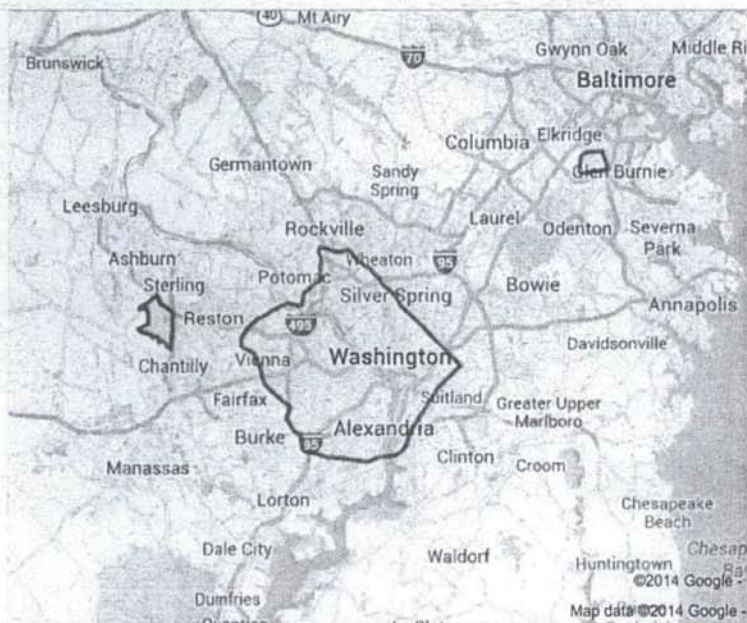 40
Mt Airy
Brunswick
70
Gwynn Oak
Baltimore
Columbia
Elkridge
Germantown
Sandy
Spring
Glen Burnie
Leesburg
Rockville
Laurel
Odenton
Severna
Park
Ashburn
Wheaton
Sterling
Potomac
95
Silver Spring
Bowie
Reston
495
Annapolis
Davidsonville
Chantilly
Vienna
Washington
Fairfax
Suitland
Greater Upper
Marlboro
Burke
95
Alexandria
Clinton
Croom
Manassas
Lorton
Chesapeake
Beach
Dale City
Waldorf
Huntingtown
©2014 Google -
Dumfries
Map data ©2014 Google -